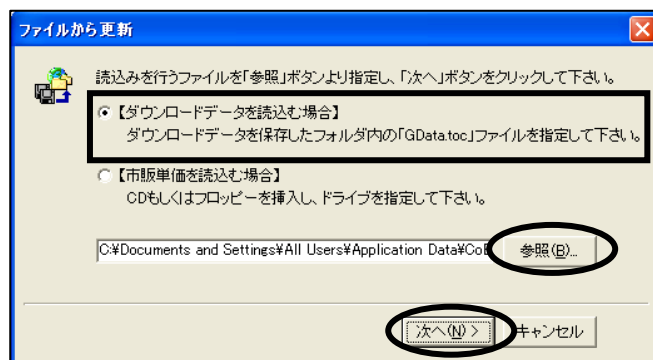 ファイルから更新
読込みを行うファイルを「参照」ボタンより指定し、「次へ」ボタンをクリックして下さい。
【ダウンロードデータを読込む場合】
ダウンロードデータを保存したフォルダ内の「GData.toc」ファイルを指定して下さい。
【市販単価を読込む場合】
CDもしくはフロッピーを挿入し、ドライブを指定して下さい。
C:¥Documents and Settings¥All Users¥Application Data¥Co
参照(B)...
次へ(N) >
キャンセル